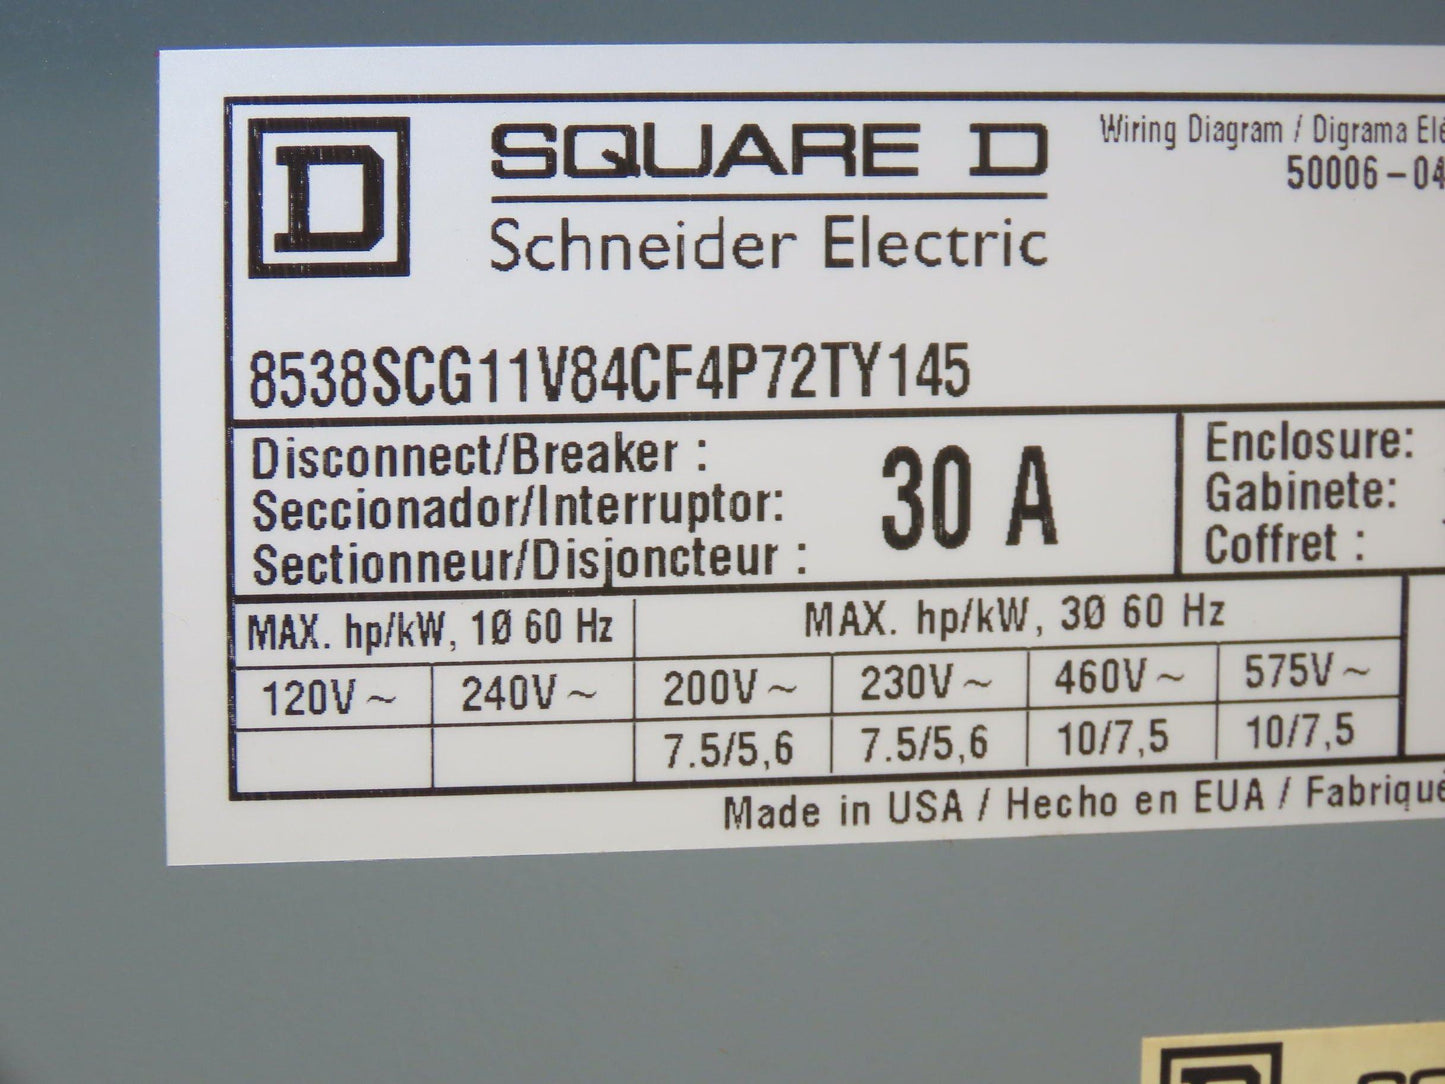 D
SQUARE D
Schneider Electric
Wiring Diagram / Digrama
50006-04
8538SCG11V84CF4P72TY145
Disconnect/Breaker :
Seccionador/Interruptor:
Sectionneur/Disjoncteur :
30 A
Enclosure:
Gabinete:
Coffret :
MAX. hp/kW, 1Ø 60 Hz
MAX. hp/kW, 3Ø 60 Hz
120V~ 240V~ 200V~ 230V~ 460V~ 575V~
7.5/5,6 7.5/5,6 10/7,5 10/7,5
Made in USA / Hecho en EUA / Fabriqué
D